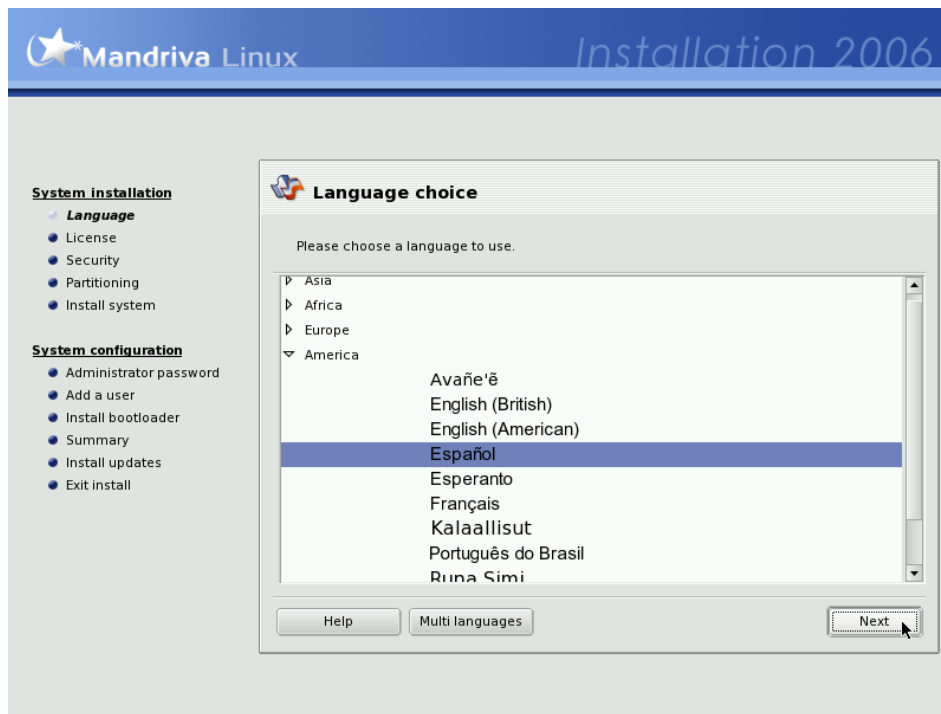 Mandriva Linux
Installation 2006
System installation
Language
License
Security
Partitioning
Install system
System configuration
Administrator password
Add a user
Install bootloader
Summary
Install updates
Exit install
Language choice
Please choose a language to use.
Asia
Africa
Europe
America
Avañe'ẽ
English (British)
English (American)
Español
Esperanto
Français
Kalaallisut
Português do Brasil
Runa Simi
Help
Multi languages
Next